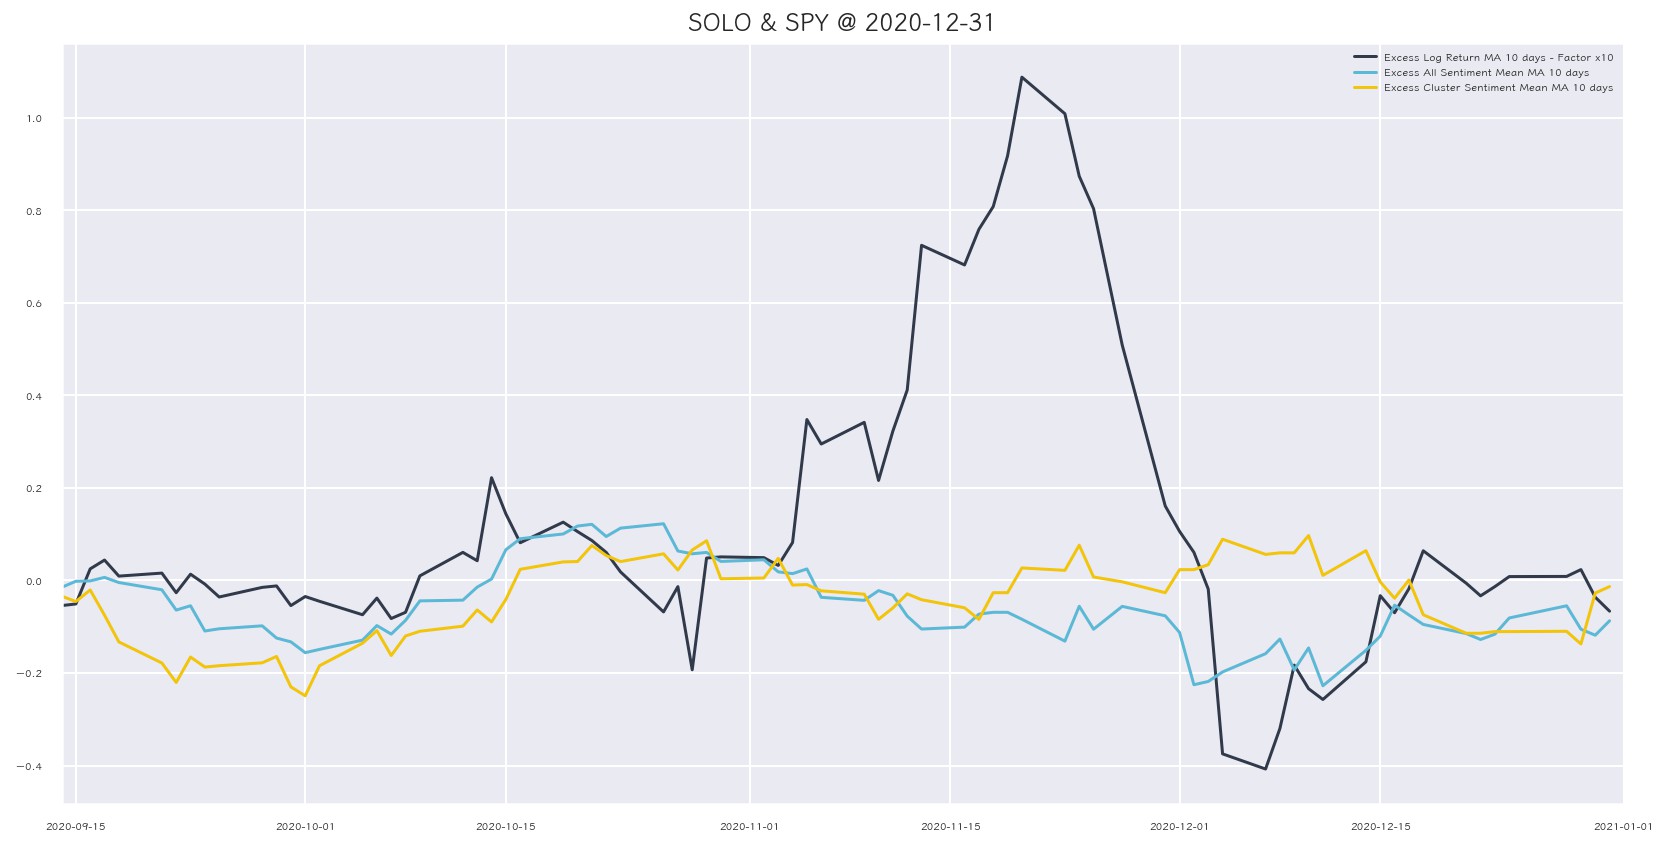 SOLO & SPY @ 2020-12-31
Excess Log Return MA 10 days - Factor x10
Excess All Sentiment Mean MA 10 days
Excess Cluster Sentiment Mean MA 10 days
1.0
0.8
0.6
0.4
0.2
0.0
−0.2
−0.4
2020-09-15 2020-10-01 2020-10-15 2020-11-01 2020-11-15 2020-12-01 2020-12-15 2021-01-01